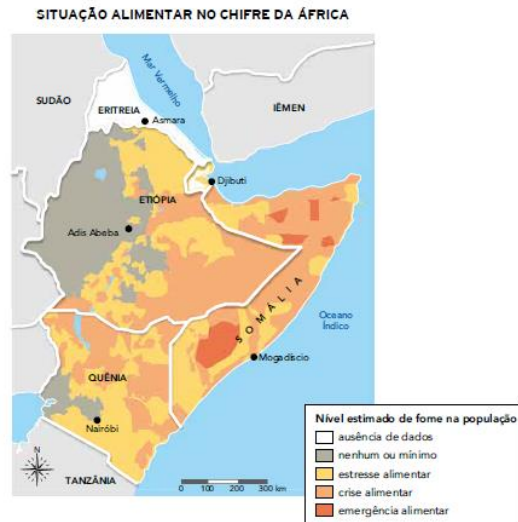 SITUAÇÃO ALIMENTAR NO CHIFRE DA ÁFRICA
Mar Vermelho
SUDÃO
ERITREIA
IÊMEN
Asmara
Djibuti
ETIÓPIA
Adis Abeba
SOMÁLIA
Oceano
Índico
Mogadíscio
QUÊNIA
Nairóbi
N
TANZÂNIA
0 100 200 300 km
Nível estimado de fome na população
ausência de dados
nenhum ou mínimo
estresse alimentar
crise alimentar
emergência alimentar